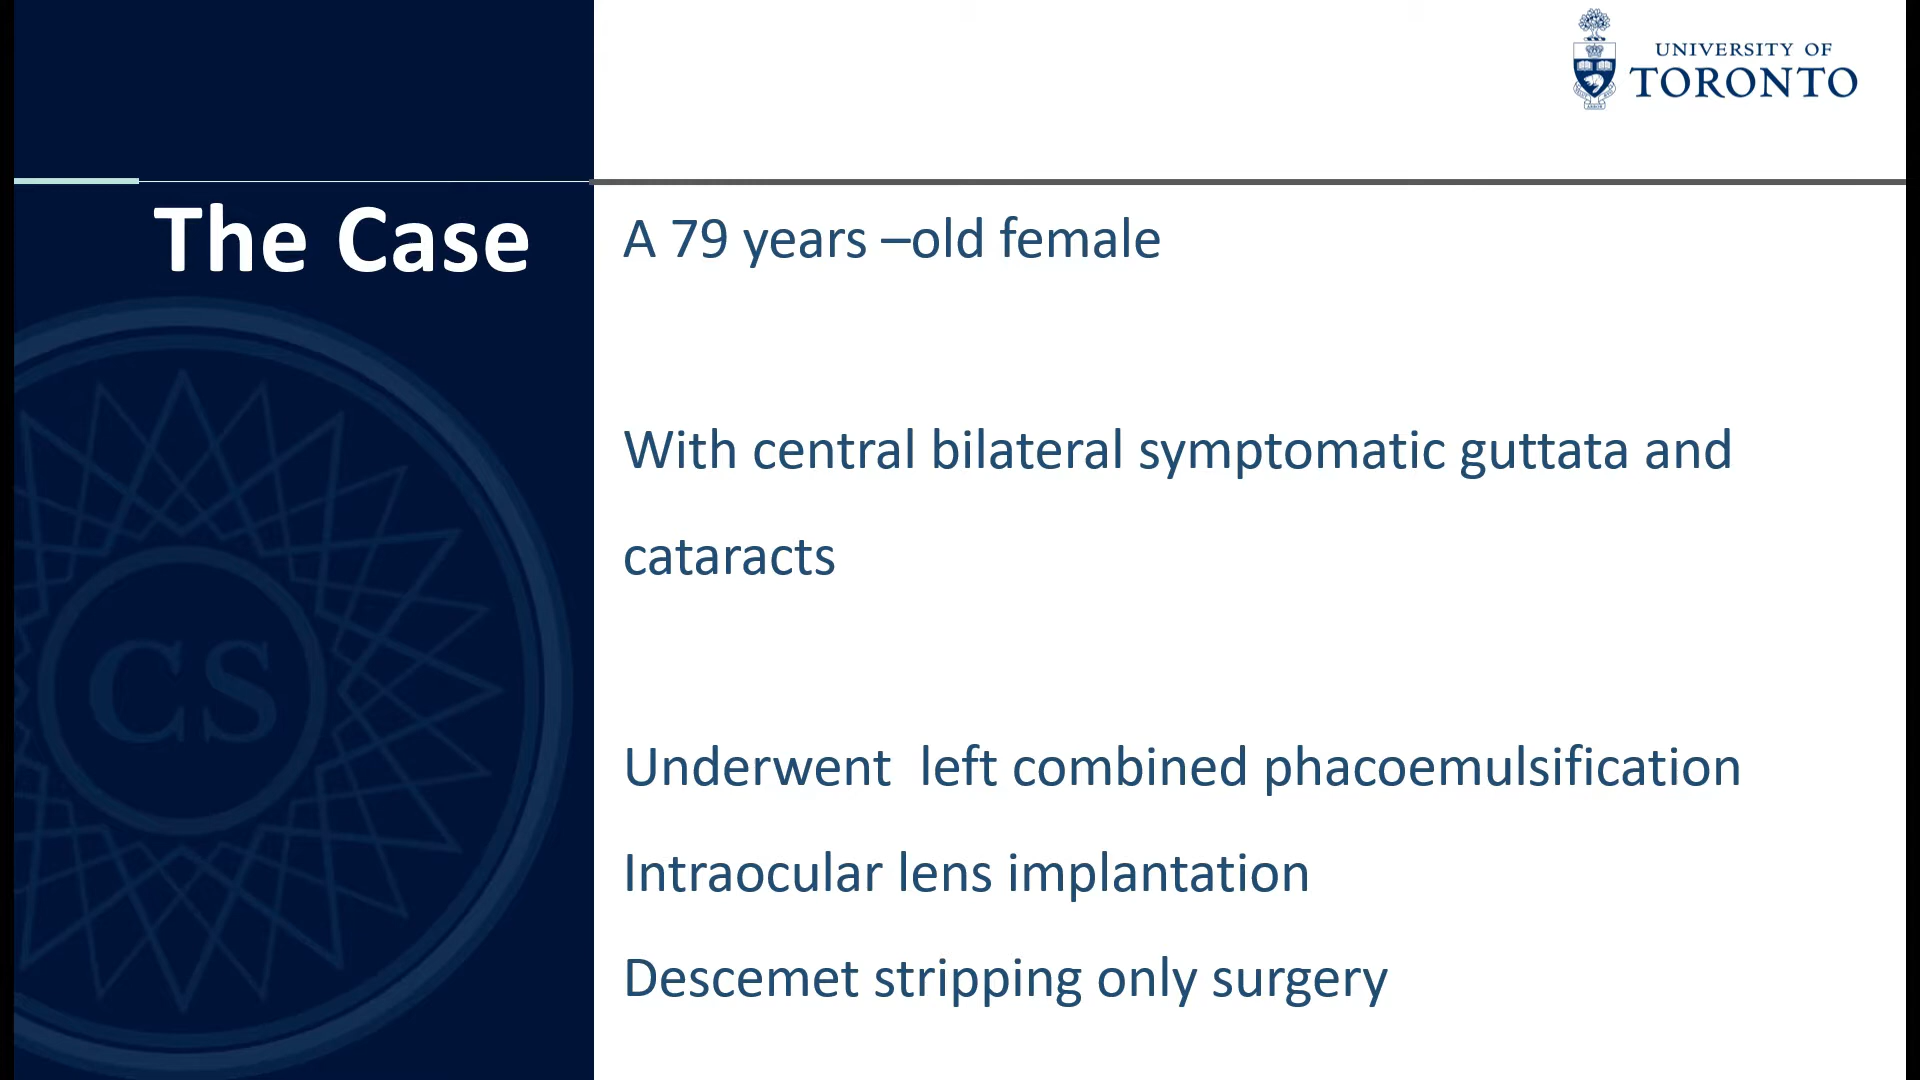 UNIVERSITY OF
TORONTO
The Case
A 79 years –old female
With central bilateral symptomatic guttata and
cataracts
Underwent  left combined phacoemulsification
Intraocular lens implantation
Descemet stripping only surgery
CS